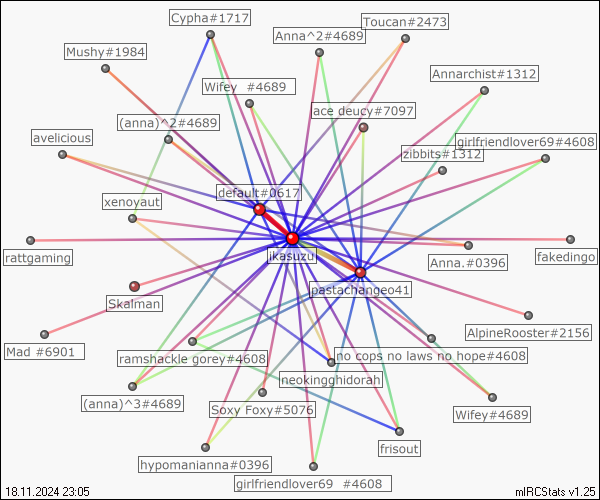 Cypha#1717
Toucan#2473
Anna^2#4689
Mushy#1984
Annarchist#1312
Wifey  #4689
ace deucy#7097
(anna)^2#4689
avelicious
girlfriendlover69#4608
zibbits#1312
default#0617
xenoyaut
jkasuzu
rattgaming
fakedingo
Anna.#0396
pastachangeo41
Skalman
AlpineRooster#2156
Mad #6901
ramshackle gorey#4608
no cops no laws no hope#4608
neokingghidorah
(anna)^3#4689
Soxy Foxy#5076
Wifey#4689
frisout
hypomanianna#0396
girlfriendlover69  #4608
18.11.2024 23:05
mIRCStats v1.25